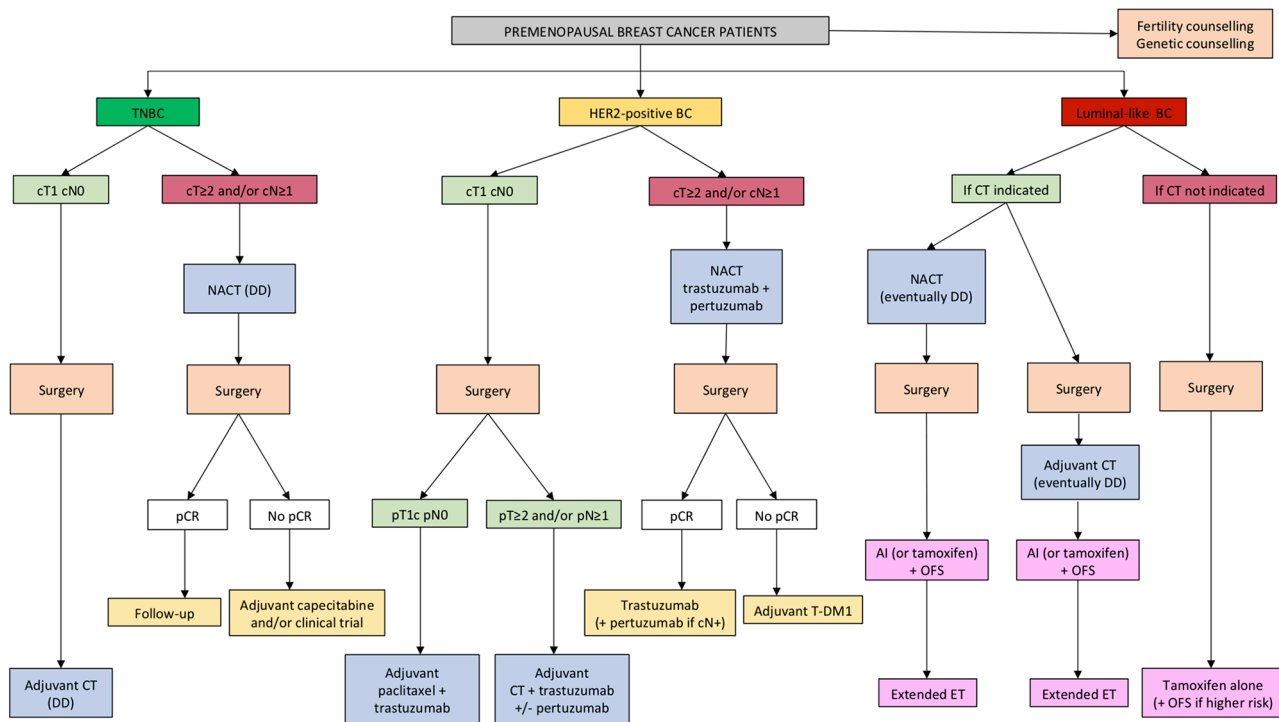 PREMENOPAUSAL BREAST CANCER PATIENTS
Fertility counselling
Genetic counselling
TNBC
HER2-positive BC
Luminal-like BC
cT1 cN0
cT≥2 and/or cN≥1
cT1 cN0
cT≥2 and/or cN≥1
If CT indicated
If CT not indicated
NACT (DD)
NACT
trastuzumab +
pertuzumab
NACT
(eventually DD)
Surgery
Surgery
Surgery
Surgery
Surgery
Surgery
Surgery
Adjuvant CT
(eventually DD)
pCR
No pCR
pT1c pN0
pT≥2 and/or pN≥1
pCR
No pCR
AI (or tamoxifen)
+ OFS
AI (or tamoxifen)
+ OFS
Follow-up
Adjuvant capecitabine
and/or clinical trial
Trastuzumab
(+ pertuzumab if cN+)
Adjuvant T-DM1
Adjuvant CT
(DD)
Adjuvant
paclitaxel +
trastuzumab
Adjuvant
CT + trastuzumab
+/- pertuzumab
Extended ET
Extended ET
Tamoxifen alone
(+ OFS if higher risk)